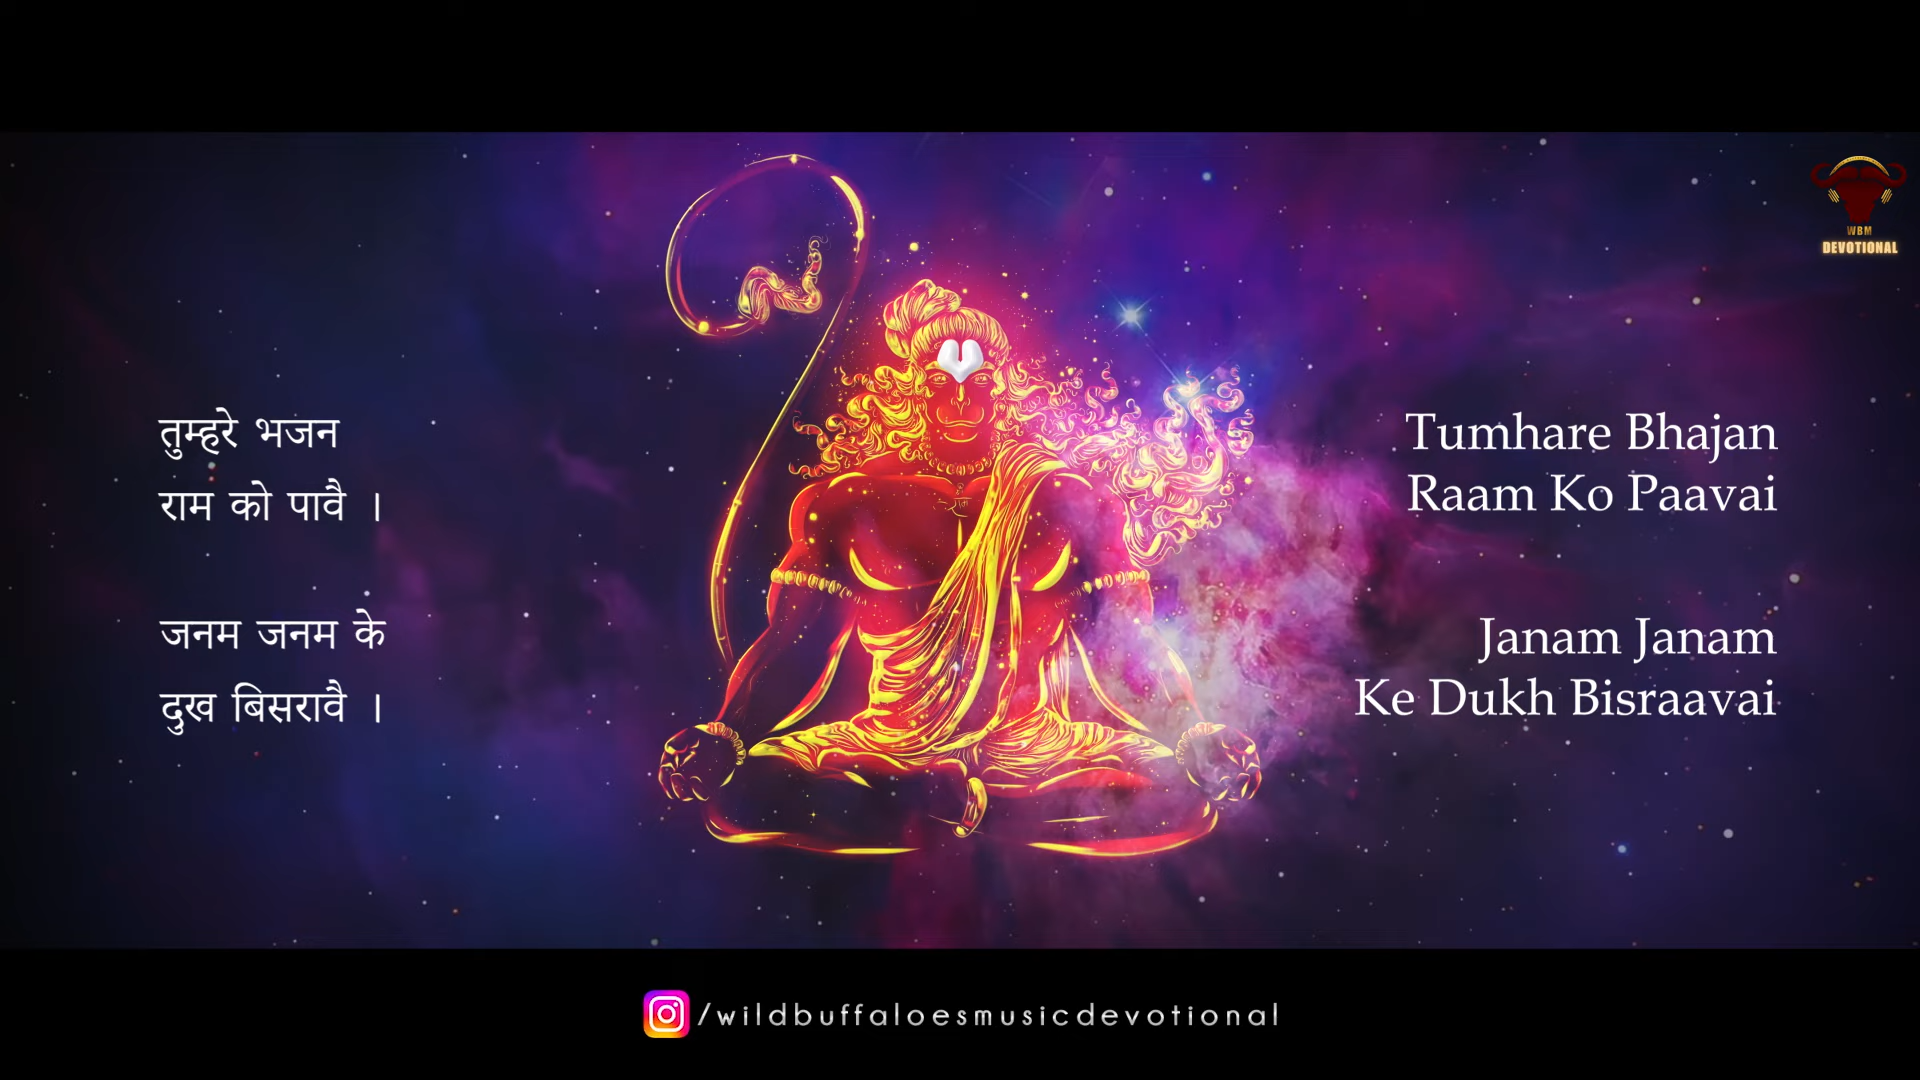 तुम्हरे भजन
राम को पावै ।
जनम जनम के
दुख बिसरावै ।
Tumhare Bhajan
Raam Ko Paavai
Janam Janam
Ke Dukh Bisraavai
WBM
DEVOTIONAL
/wildbuffaloesmusicdevotional